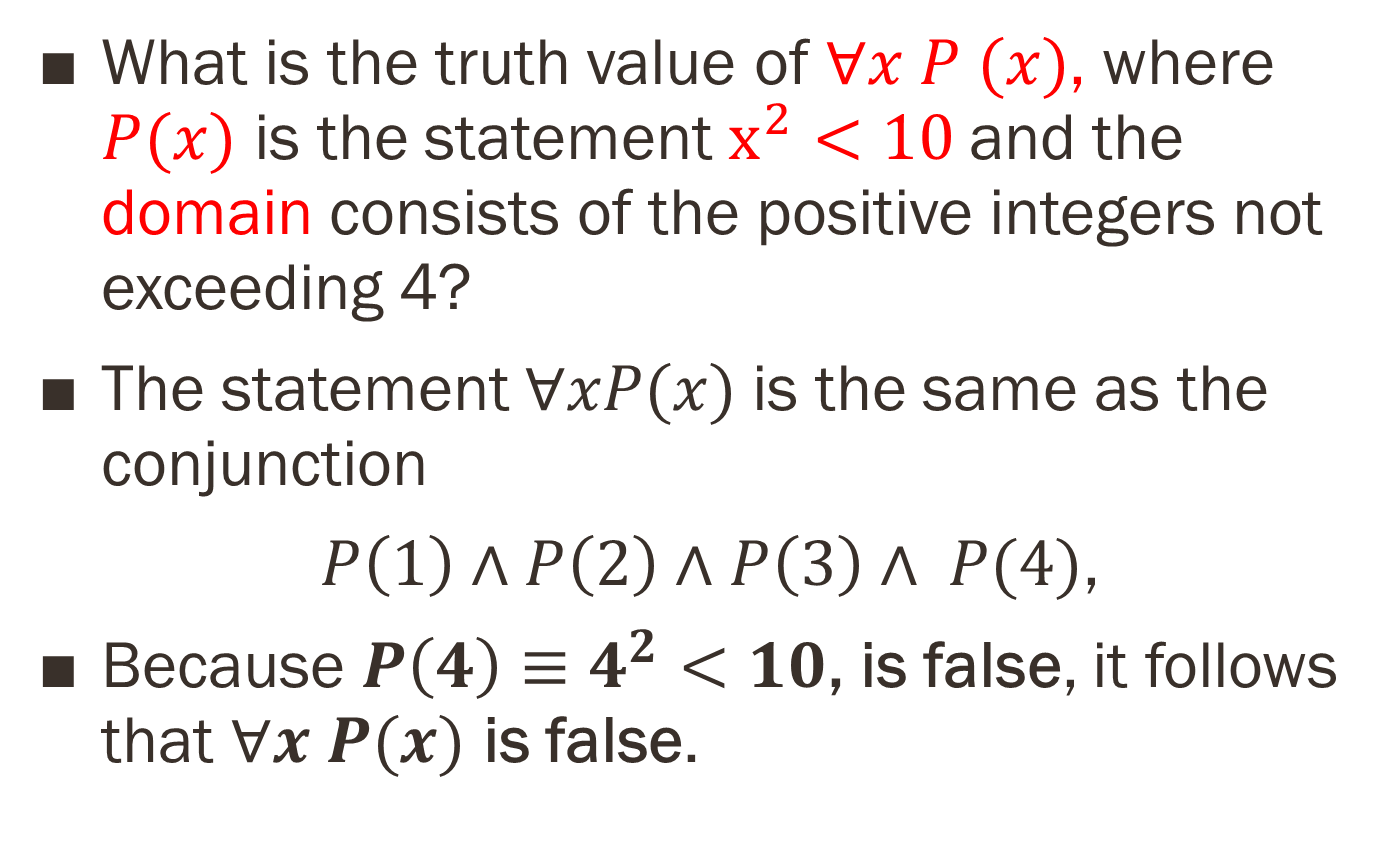 ■ What is the truth value of ∀x P (x), where
P(x) is the statement x² < 10 and the
domain consists of the positive integers not
exceeding 4?
■ The statement ∀xP(x) is the same as the
conjunction
P(1) ∧ P(2) ∧ P(3) ∧ P(4),
■ Because P(4) ≡ 4² < 10, is false, it follows
that ∀x P(x) is false.